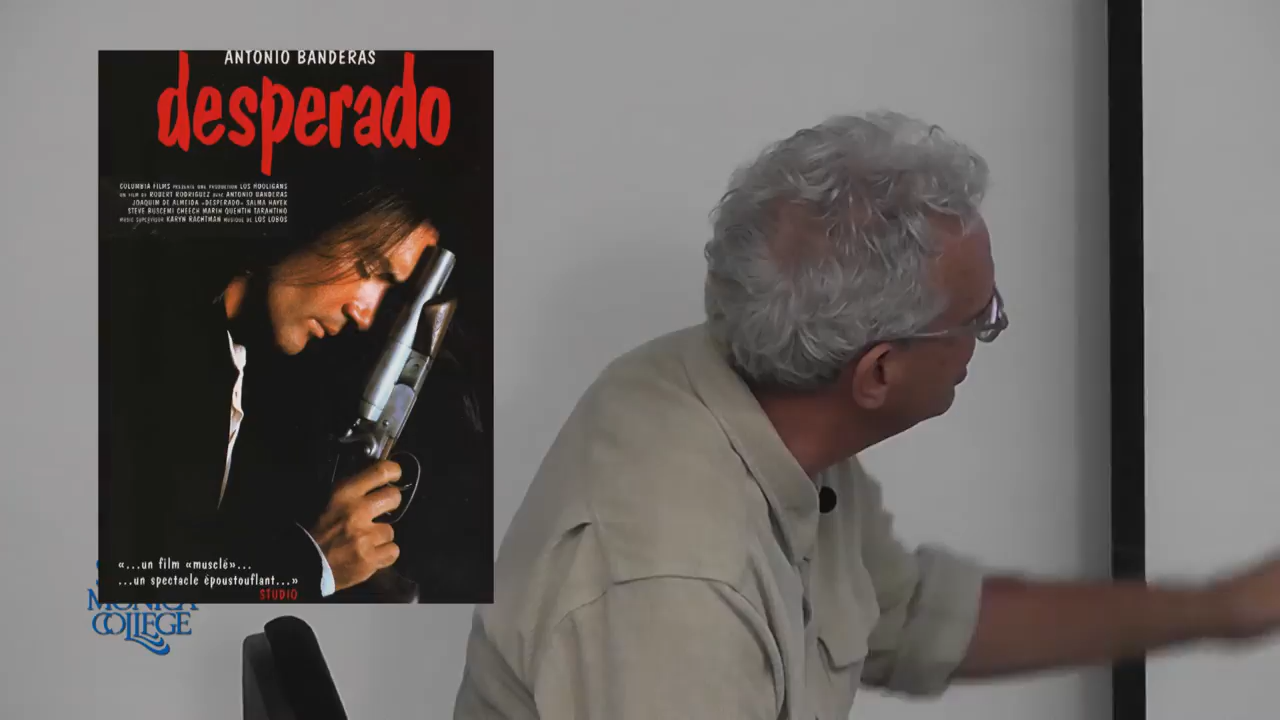 ANTONIO BANDERAS
desperado
COLUMBIA FILMS PRESENTE UNE PRODUCTION LOS HOOLIGANS
UN FILM DE ROBERT RODRIGUEZ AVEC ANTONIO BANDERAS
JOAQUIM DE ALMEIDA «DESPERADO» SALMA HAYEK
STEVE BUSCEMI CHEECH MARIN QUENTIN TARANTINO
MUSIC SUPERVISOR KARYN RACHTMAN MUSIQUE DE LOS LOBOS
«...un film «musclé»...
...un spectacle époustouflant...»
STUDIO
MONICA
COLLEGE